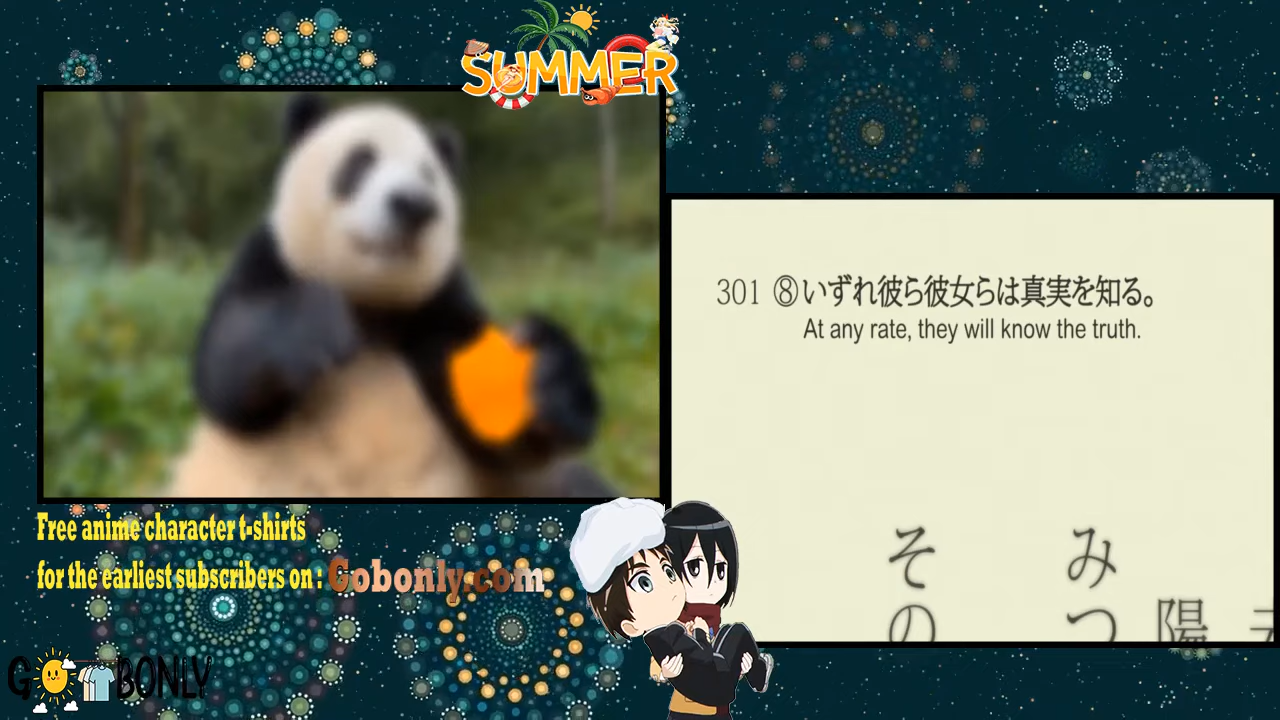 SUMMER
301 ⑧いずれ彼ら彼女らは真実を知る。
At any rate, they will know the truth.
そ み
の つ 陽
Free anime character t-shirts
for the earliest subscribers on : Gobonly.com
GOBONLY